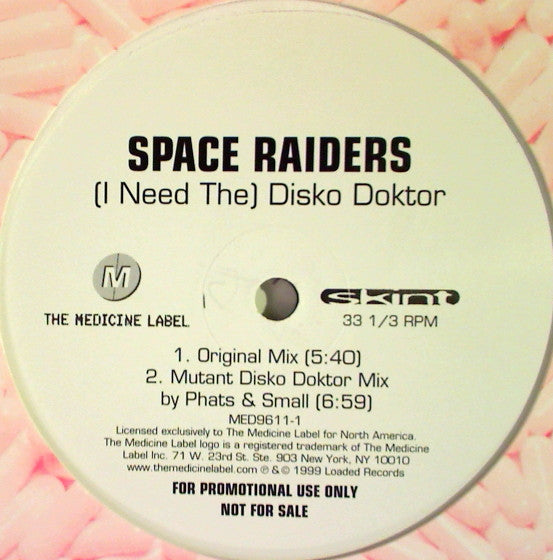 SPACE RAIDERS
(I Need The) Disko Doktor
M
THE MEDICINE LABEL
skint
33 1/3 RPM
1. Original Mix (5:40)
2. Mutant Disko Doktor Mix
by Phats & Small (6:59)
MED9611-1
Licensed exclusively to The Medicine Label for North America.
The Medicine Label logo is a registered trademark of The Medicine
Label Inc. 71 W. 23rd St. Ste. 903 New York, NY 10010
www.themedicinelabel.com ℗ & © 1999 Loaded Records
FOR PROMOTIONAL USE ONLY
NOT FOR SALE